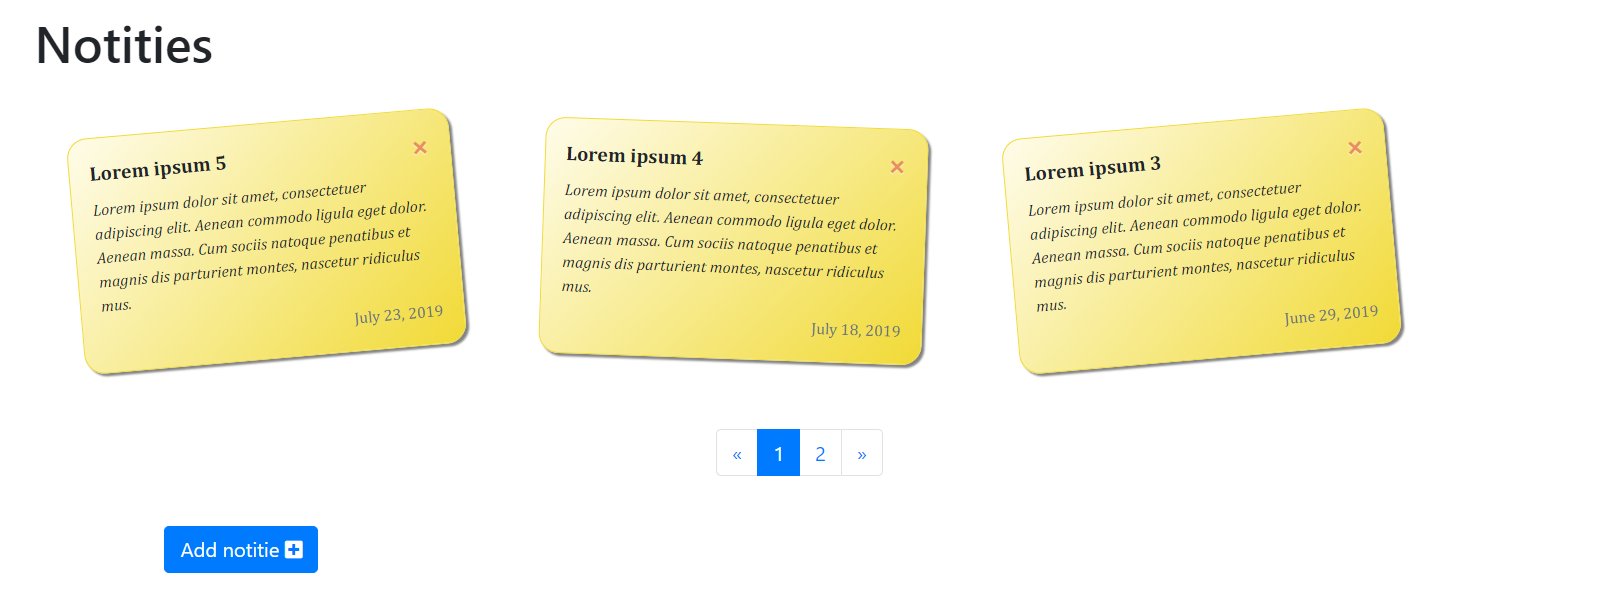 Notities
Lorem ipsum 5
Lorem ipsum dolor sit amet, consectetuer
adipiscing elit. Aenean commodo ligula eget dolor.
Aenean massa. Cum sociis natoque penatibus et
magnis dis parturient montes, nascetur ridiculus
mus.
July 23, 2019
Lorem ipsum 4
Lorem ipsum dolor sit amet, consectetuer
adipiscing elit. Aenean commodo ligula eget dolor.
Aenean massa. Cum sociis natoque penatibus et
magnis dis parturient montes, nascetur ridiculus
mus.
July 18, 2019
Lorem ipsum 3
Lorem ipsum dolor sit amet, consectetuer
adipiscing elit. Aenean commodo ligula eget dolor.
Aenean massa. Cum sociis natoque penatibus et
magnis dis parturient montes, nascetur ridiculus
mus.
June 29, 2019
« 1 2 »
Add notitie